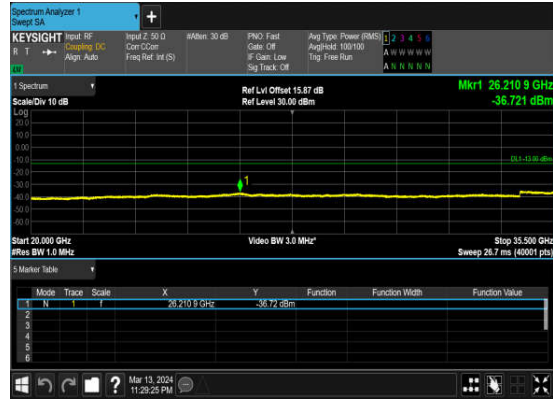 Spectrum Analyzer 1
Swept SA
+
KEYSIGHT Input: RF Input Z: 50 Ω #Atten: 30 dB PNO: Fast Avg Type: Power (RMS) 1 2 3 4 5 6
R T Coupling: DC Corr CCorr Gate: Off Avg|Hold: 100/100 A W W W W W
Align: Auto Freq Ref: Int (S) IF Gain: Low Trig: Free Run
Sig Track: Off A N N N N N
1 Spectrum Ref Lvl Offset 15.87 dB Mkr1 26.210 9 GHz
Scale/Div 10 dB Ref Level 30.00 dBm -36.721 dBm
Log
20.0
10.0
0.00
-10.0 DL1 -13.00 dBm
-20.0
-30.0 1
-40.0
-50.0
-60.0
Start 20.000 GHz Video BW 3.0 MHz* Stop 35.500 GHz
#Res BW 1.0 MHz Sweep 26.7 ms (40001 pts)
5 Marker Table
Mode Trace Scale X Y Function Function Width Function Value
1 N 1 f 26.210 9 GHz -36.72 dBm
2
3
4
5
6
? Mar 13, 2024
11:29:25 PM